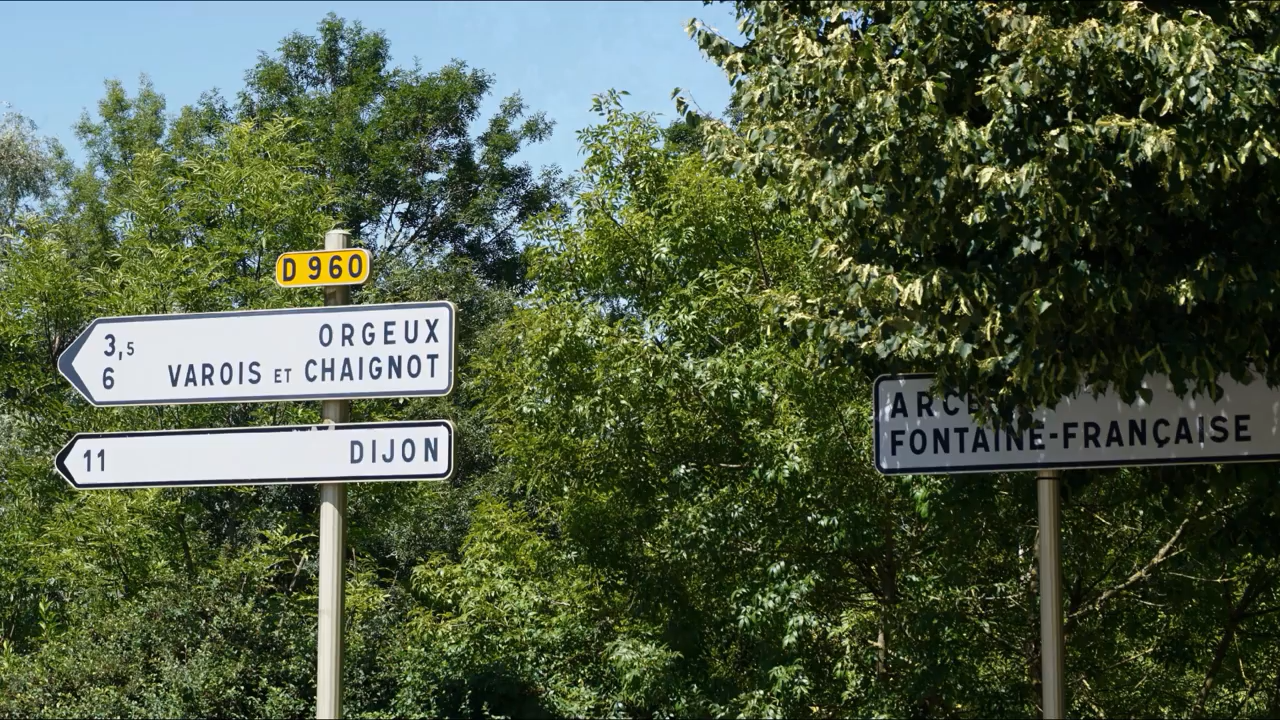 D 960
3,5 ORGEUX
6 VAROIS ET CHAIGNOT
11 DIJON
FONTAINE-FRANÇAISE